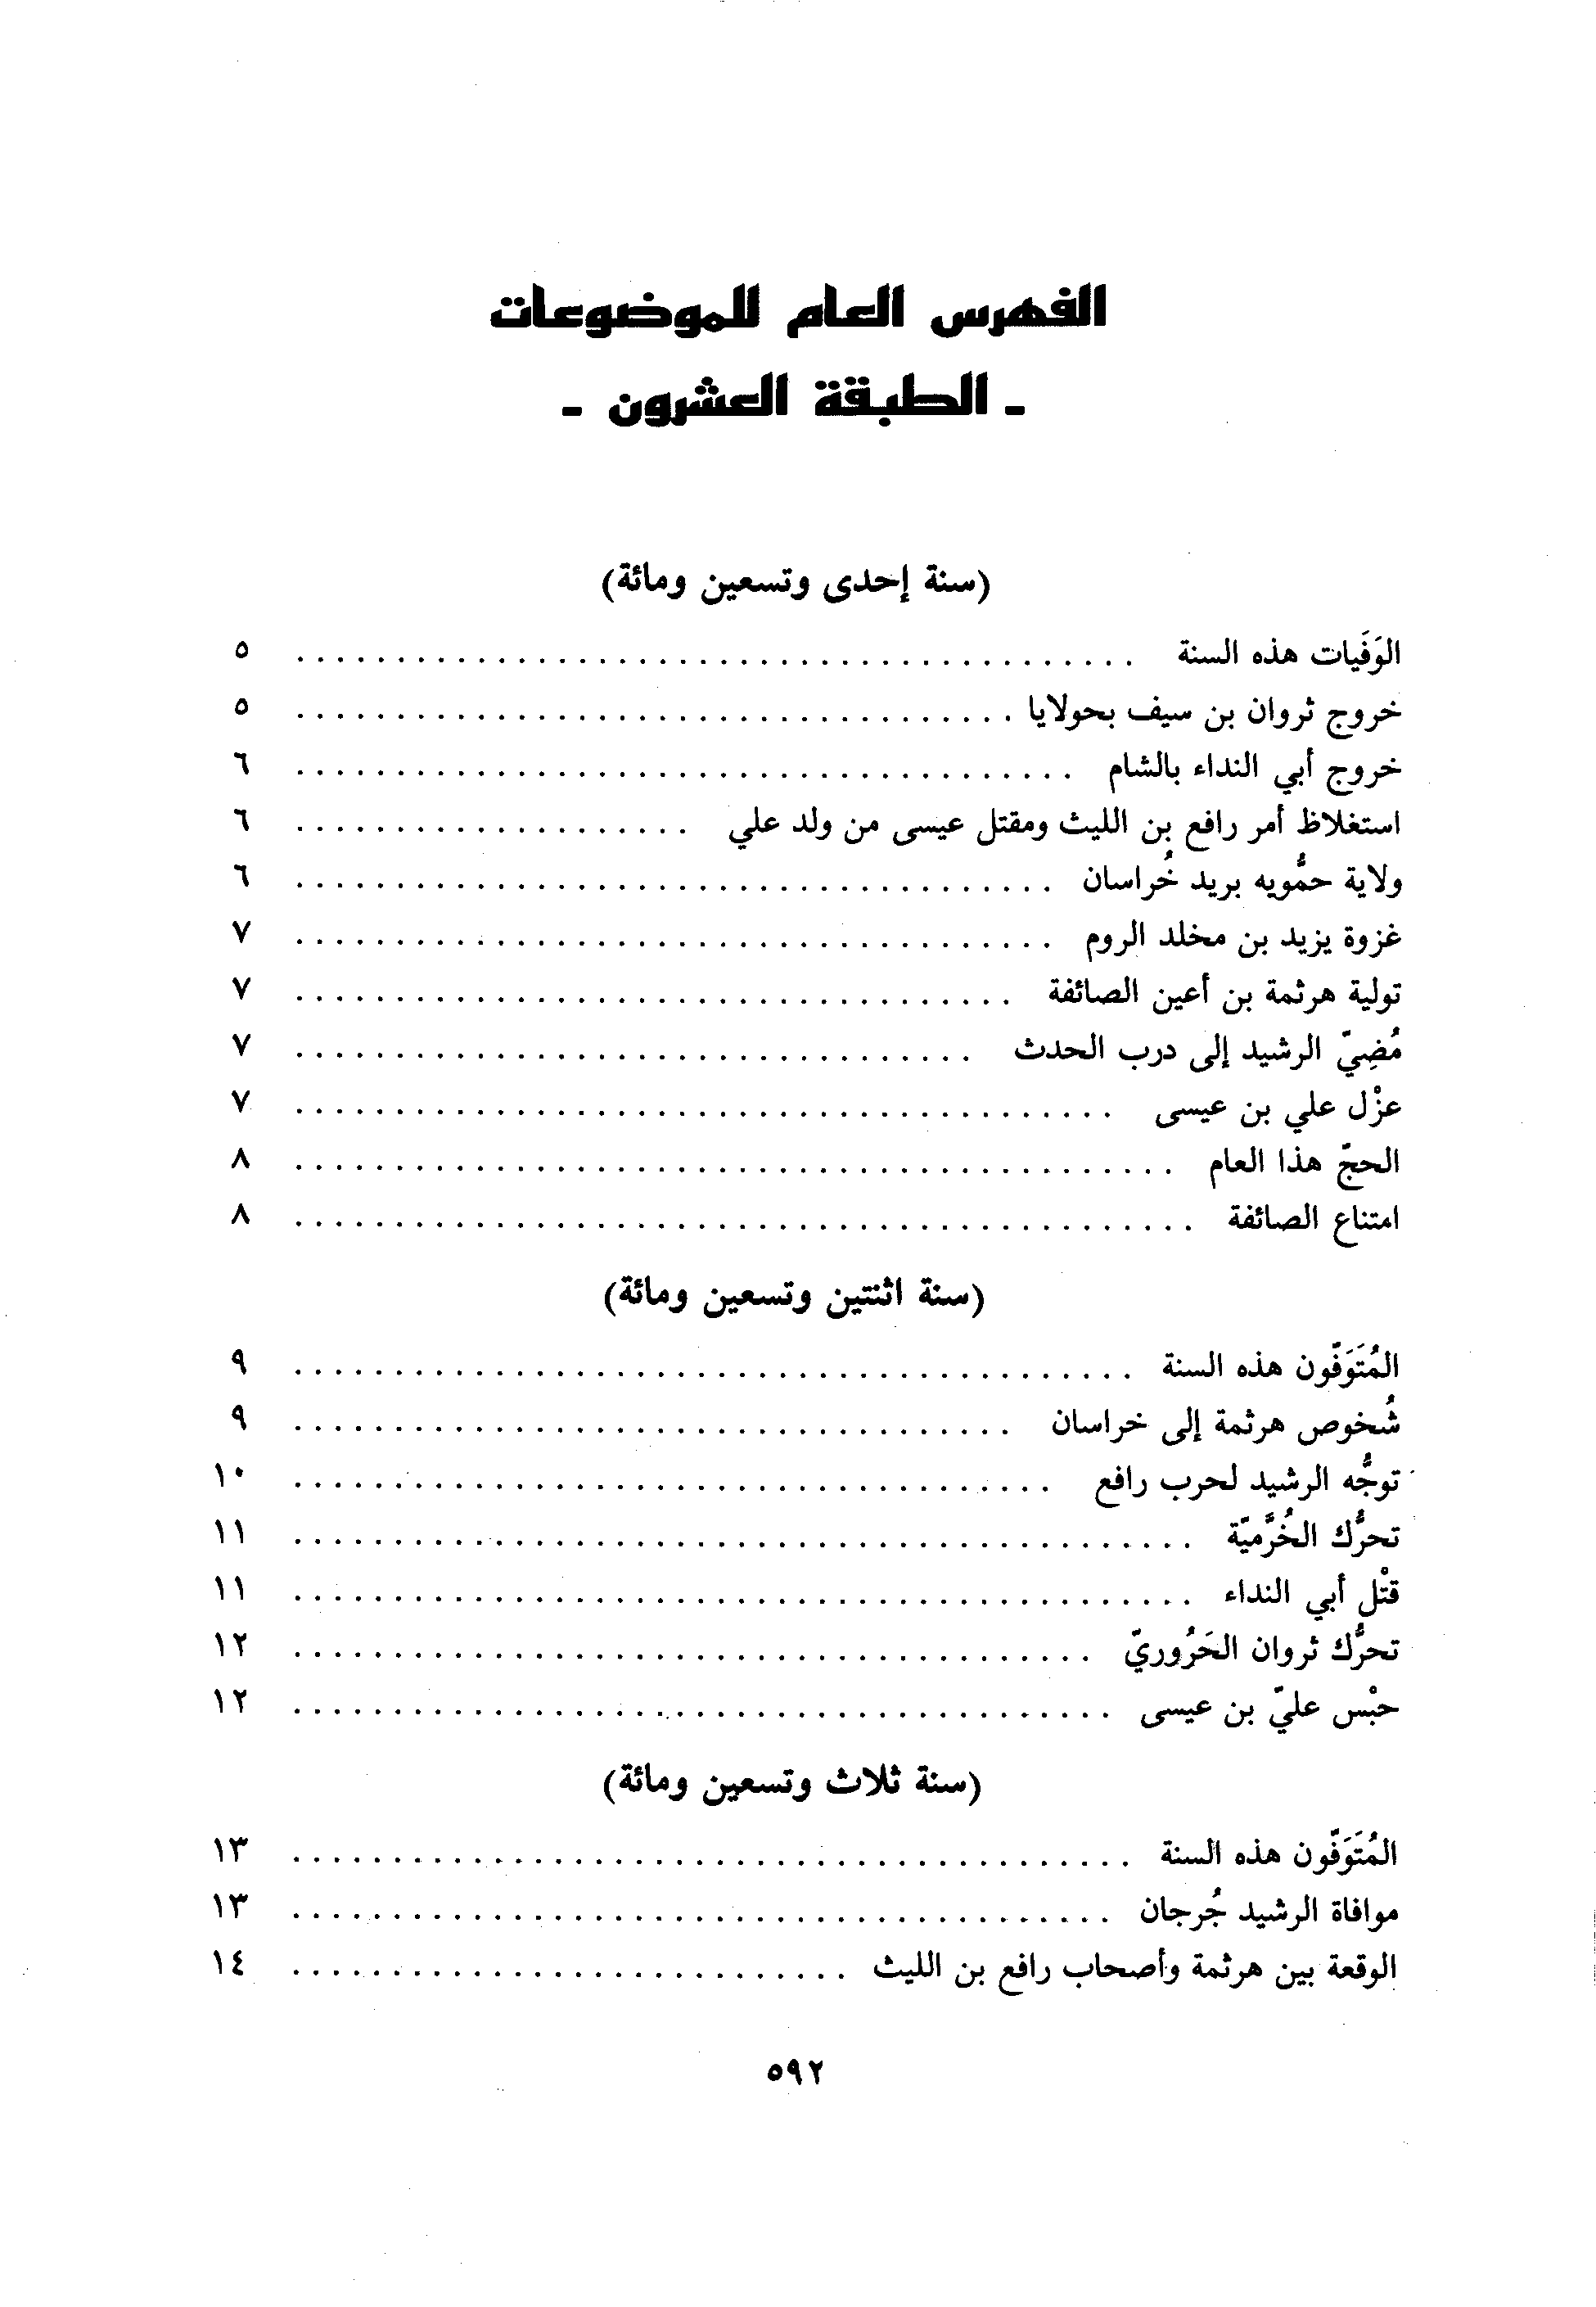 الفهرس العام للموضوعات
- الطبقة العشرون -
(سنة إحدى وتسعين ومائة)
الوَفَيات هذه السنة . . . . . . . . . . ٥
خروج ثروان بن سيف بحولايا . . . . . . . . . . ٥
خروج أبي النداء بالشام . . . . . . . . . . ٦
استغلاظ أمر رافع بن الليث ومقتل عيسى من ولد علي . . . . . . . . . . ٦
ولاية حمُّويه بريد خُراسان . . . . . . . . . . ٦
غزوة يزيد بن مخلد الروم . . . . . . . . . . ٧
تولية هرثمة بن أعين الصائفة . . . . . . . . . . ٧
مُضِيّ الرشيد إلى درب الحدث . . . . . . . . . . ٧
عزْل علي بن عيسى . . . . . . . . . . ٧
الحجّ هذا العام . . . . . . . . . . ٨
امتناع الصائفة . . . . . . . . . . ٨
(سنة اثنتين وتسعين ومائة)
المُتَوَفّون هذه السنة . . . . . . . . . . ٩
شُخوص هرثمة إلى خراسان . . . . . . . . . . ٩
توجُّه الرشيد لحرب رافع . . . . . . . . . . ١٠
تحرُّك الخُرَّميّة . . . . . . . . . . ١١
قتْل أبي النداء . . . . . . . . . . ١١
تحرُّك ثروان الحَرُوريّ . . . . . . . . . . ١٢
حبْس عليّ بن عيسى . . . . . . . . . . ١٢
(سنة ثلاث وتسعين ومائة)
المُتَوَفّون هذه السنة . . . . . . . . . . ١٣
موافاة الرشيد جُرجان . . . . . . . . . . ١٣
الوقعة بين هرثمة وأصحاب رافع بن الليث . . . . . . . . . . ١٤
٥٩٢